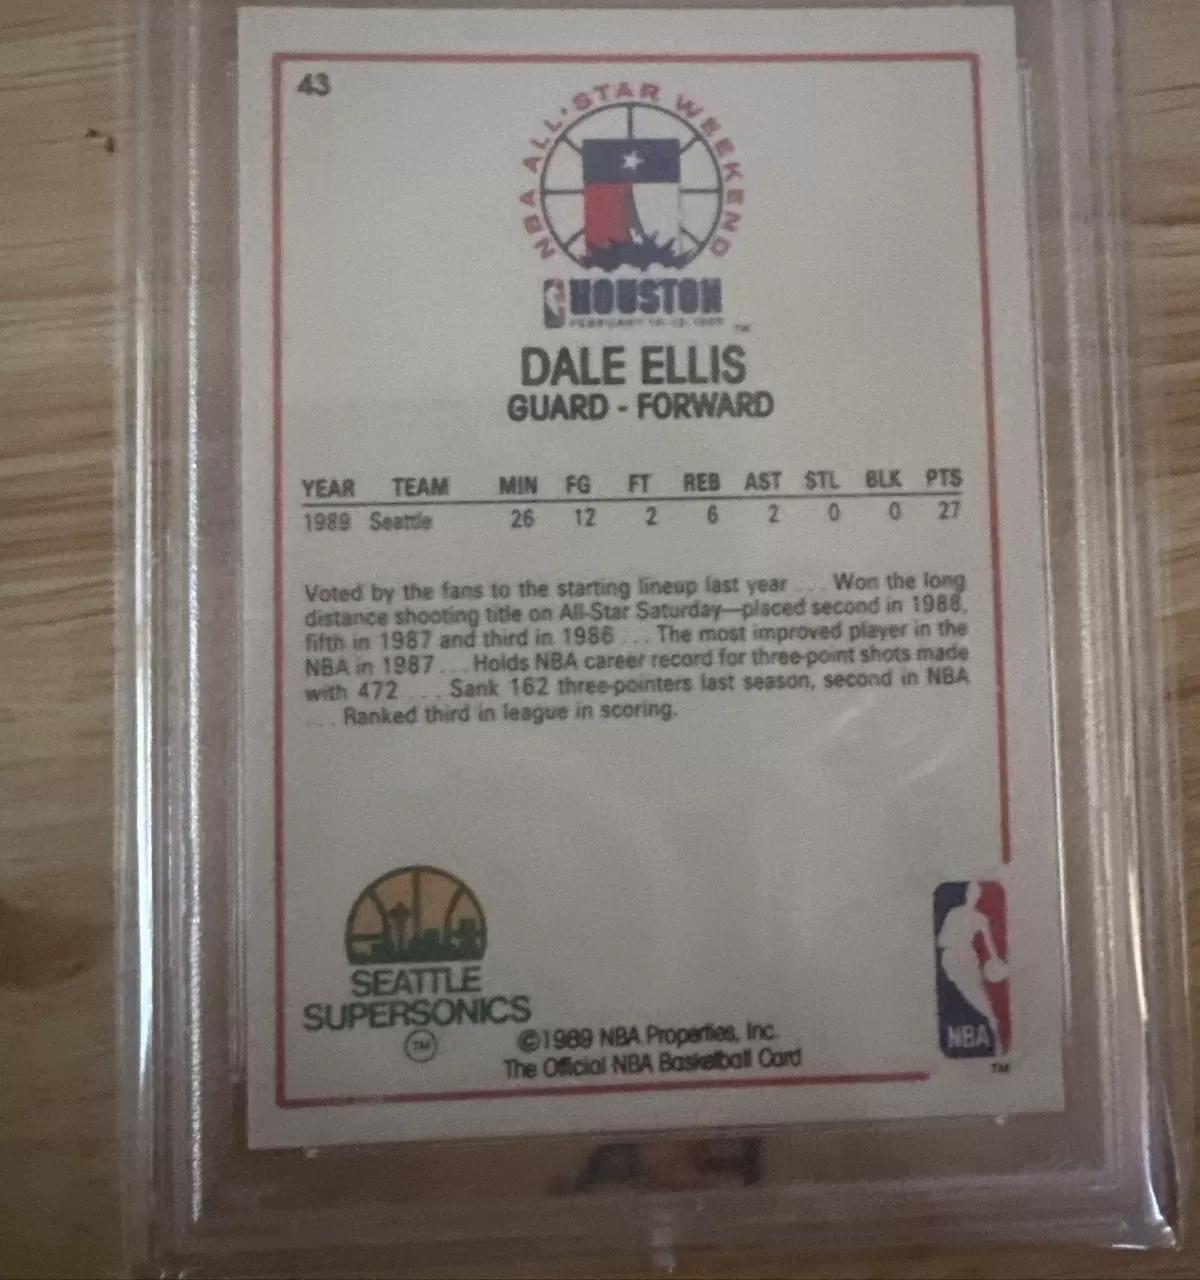 43
NBA ALL·STAR WEEKEND
HOUSTON
TM
DALE ELLIS
GUARD - FORWARD
YEAR TEAM MIN FG FT REB AST STL BLK PTS
1989 Seattle 26 12 2 6 2 0 0 27
Voted by the fans to the starting lineup last year . . . Won the long
distance shooting title on All-Star Saturday—placed second in 1988,
fifth in 1987 and third in 1986 . . . The most improved player in the
NBA in 1987 . . . Holds NBA career record for three-point shots made
with 472 . . . Sank 162 three-pointers last season, second in NBA
. . . Ranked third in league in scoring.
SEATTLE
SUPERSONICS
TM
©1989 NBA Properties, Inc.
The Official NBA Basketball Card
NBA
TM